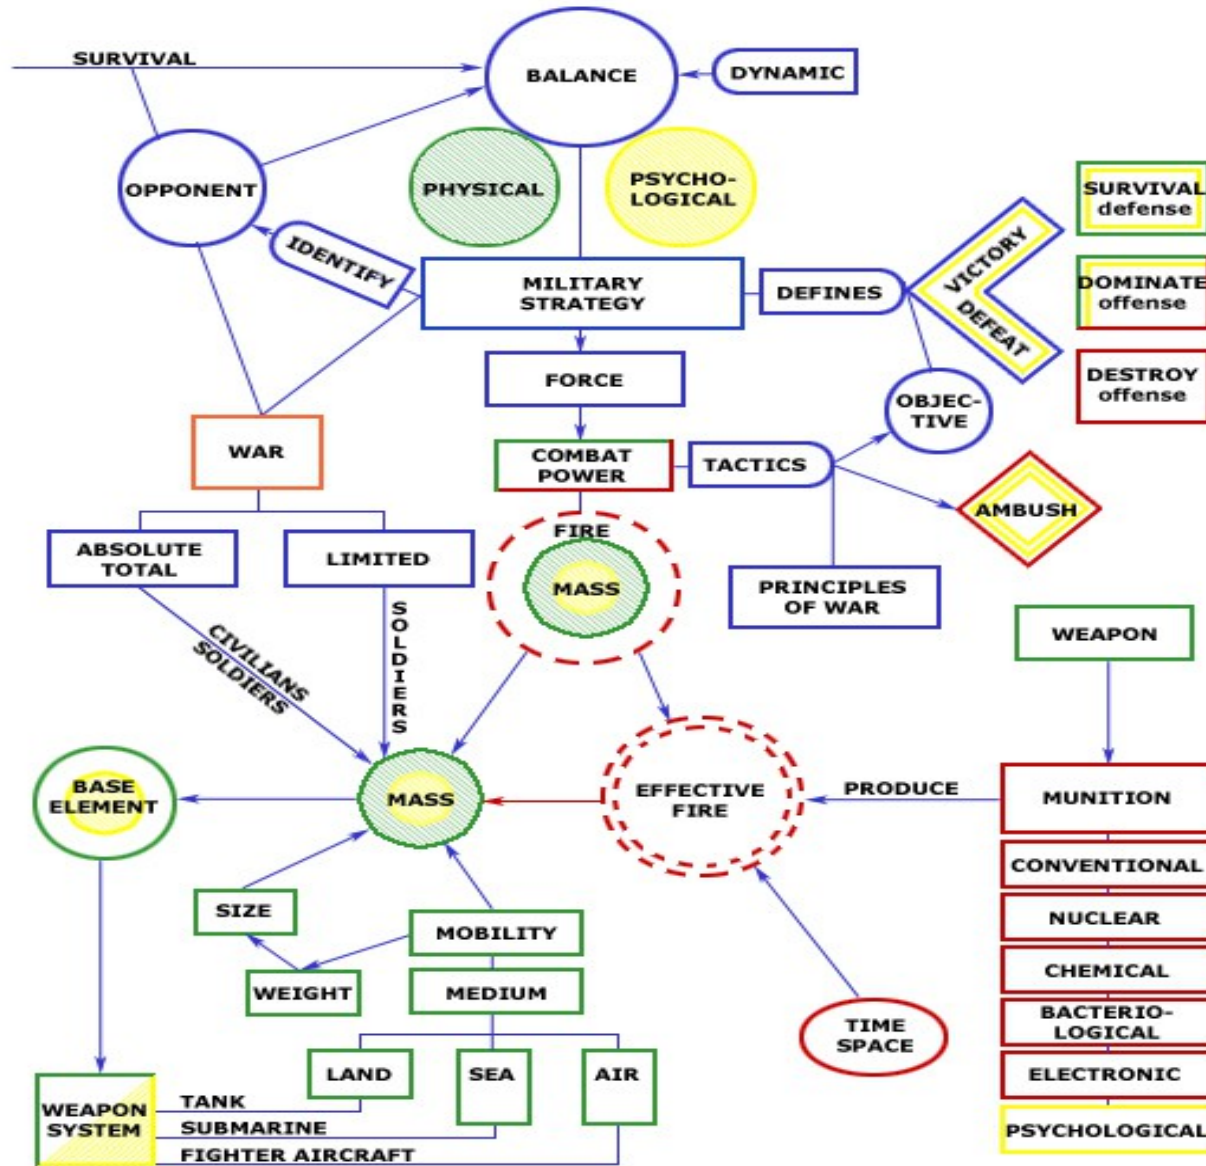 SURVIVAL
BALANCE
DYNAMIC
OPPONENT
PHYSICAL
PSYCHO-
LOGICAL
SURVIVAL
defense
IDENTIFY
MILITARY
STRATEGY
DEFINES
VICTORY
DEFEAT
DOMINATE
offense
FORCE
DESTROY
offense
OBJEC-
TIVE
WAR
COMBAT
POWER
TACTICS
AMBUSH
ABSOLUTE
TOTAL
LIMITED
FIRE
MASS
PRINCIPLES
OF WAR
CIVILIANS
SOLDIERS
SOLDIERS
WEAPON
BASE
ELEMENT
MASS
EFFECTIVE
FIRE
PRODUCE
MUNITION
CONVENTIONAL
SIZE
MOBILITY
NUCLEAR
WEIGHT
MEDIUM
CHEMICAL
TIME
SPACE
BACTERIO-
LOGICAL
LAND
SEA
AIR
ELECTRONIC
WEAPON
SYSTEM
TANK
SUBMARINE
FIGHTER AIRCRAFT
PSYCHOLOGICAL